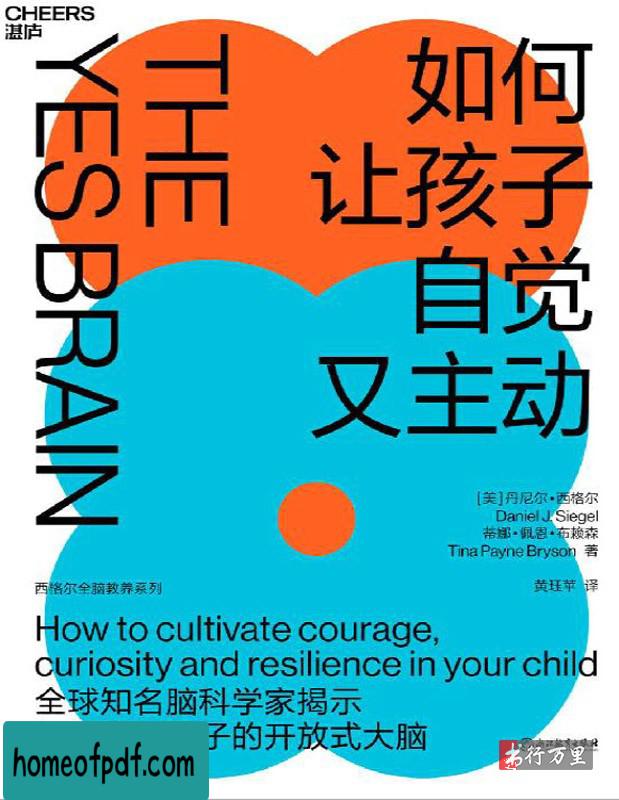 CHEERS
湛庐
THE
YES BRAIN
如何
让孩子
自觉
又主动
[美]丹尼尔•西格尔
Daniel J. Siegel
蒂娜•佩恩•布赖森
Tina Payne Bryson 著
黄珏苹 译
西格尔全脑教养系列
How to cultivate courage,
curiosity and resilience in your child
全球知名脑科学家揭示
子的开放式大脑
homeofpdf.com
书行万里